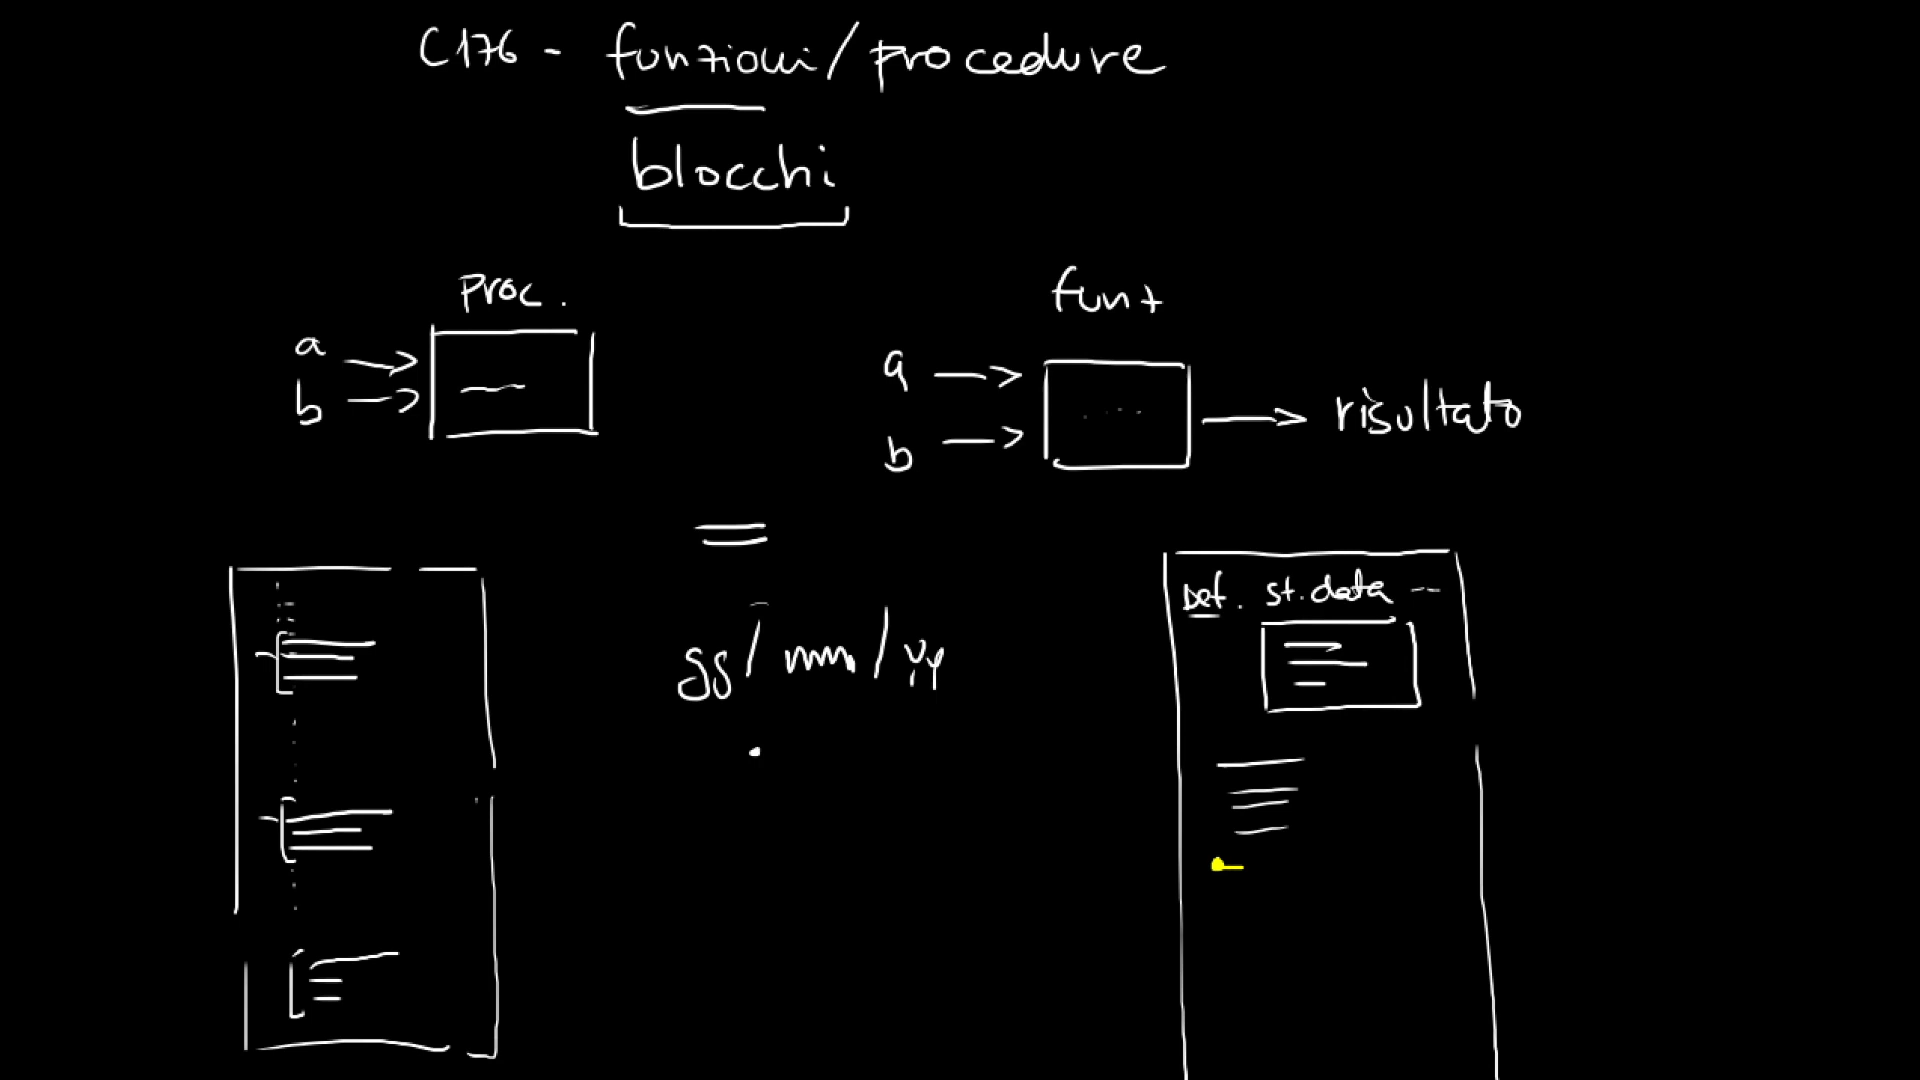 C176 - funzioni/procedure
blocchi
Proc.
funz
a
b
a
b
risultato
gg/mm/yy
Def. st.data --